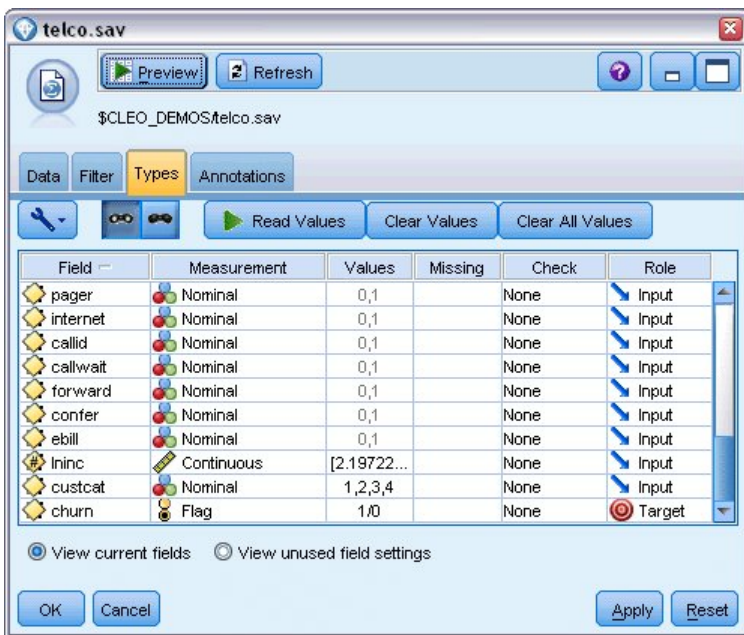 telco.sav
Preview Refresh
$CLEO_DEMOS/telco.sav
Data Filter Types Annotations
Read Values Clear Values Clear All Values
Field Measurement Values Missing Check Role
pager Nominal 0,1 None Input
internet Nominal 0,1 None Input
callid Nominal 0,1 None Input
callwait Nominal 0,1 None Input
forward Nominal 0,1 None Input
confer Nominal 0,1 None Input
ebill Nominal 0,1 None Input
lninc Continuous [2.19722... None Input
custcat Nominal 1,2,3,4 None Input
churn Flag 1/0 None Target
View current fields View unused field settings
OK Cancel Apply Reset